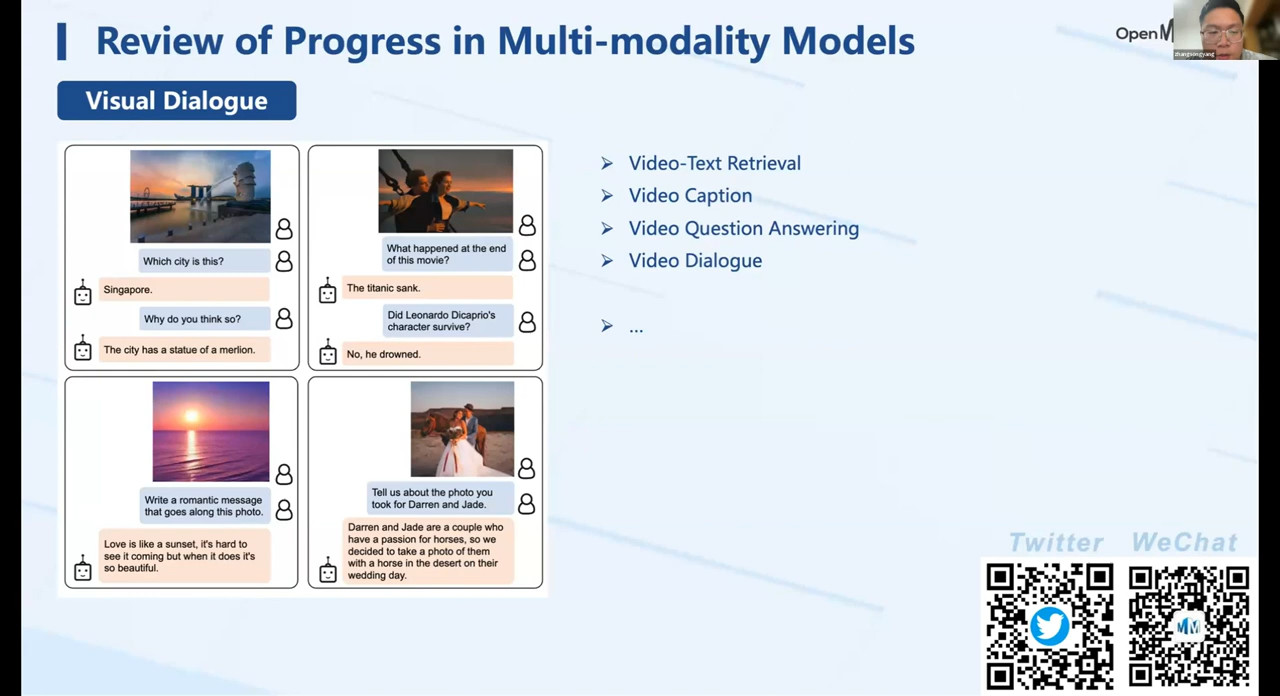 Review of Progress in Multi-modality Models
OpenM
zhangsongyang
Visual Dialogue
Which city is this?
Singapore.
Why do you think so?
The city has a statue of a merlion.
What happened at the end
of this movie?
The titanic sank.
Did Leonardo Dicaprio's
character survive?
No, he drowned.
Write a romantic message
that goes along this photo.
Love is like a sunset, it's hard to
see it coming but when it does it's
so beautiful.
Tell us about the photo you
took for Darren and Jade.
Darren and Jade are a couple who
have a passion for horses, so we
decided to take a photo of them
with a horse in the desert on their
wedding day.
➢ Video-Text Retrieval
➢ Video Caption
➢ Video Question Answering
➢ Video Dialogue
➢ ...
Twitter WeChat
MM